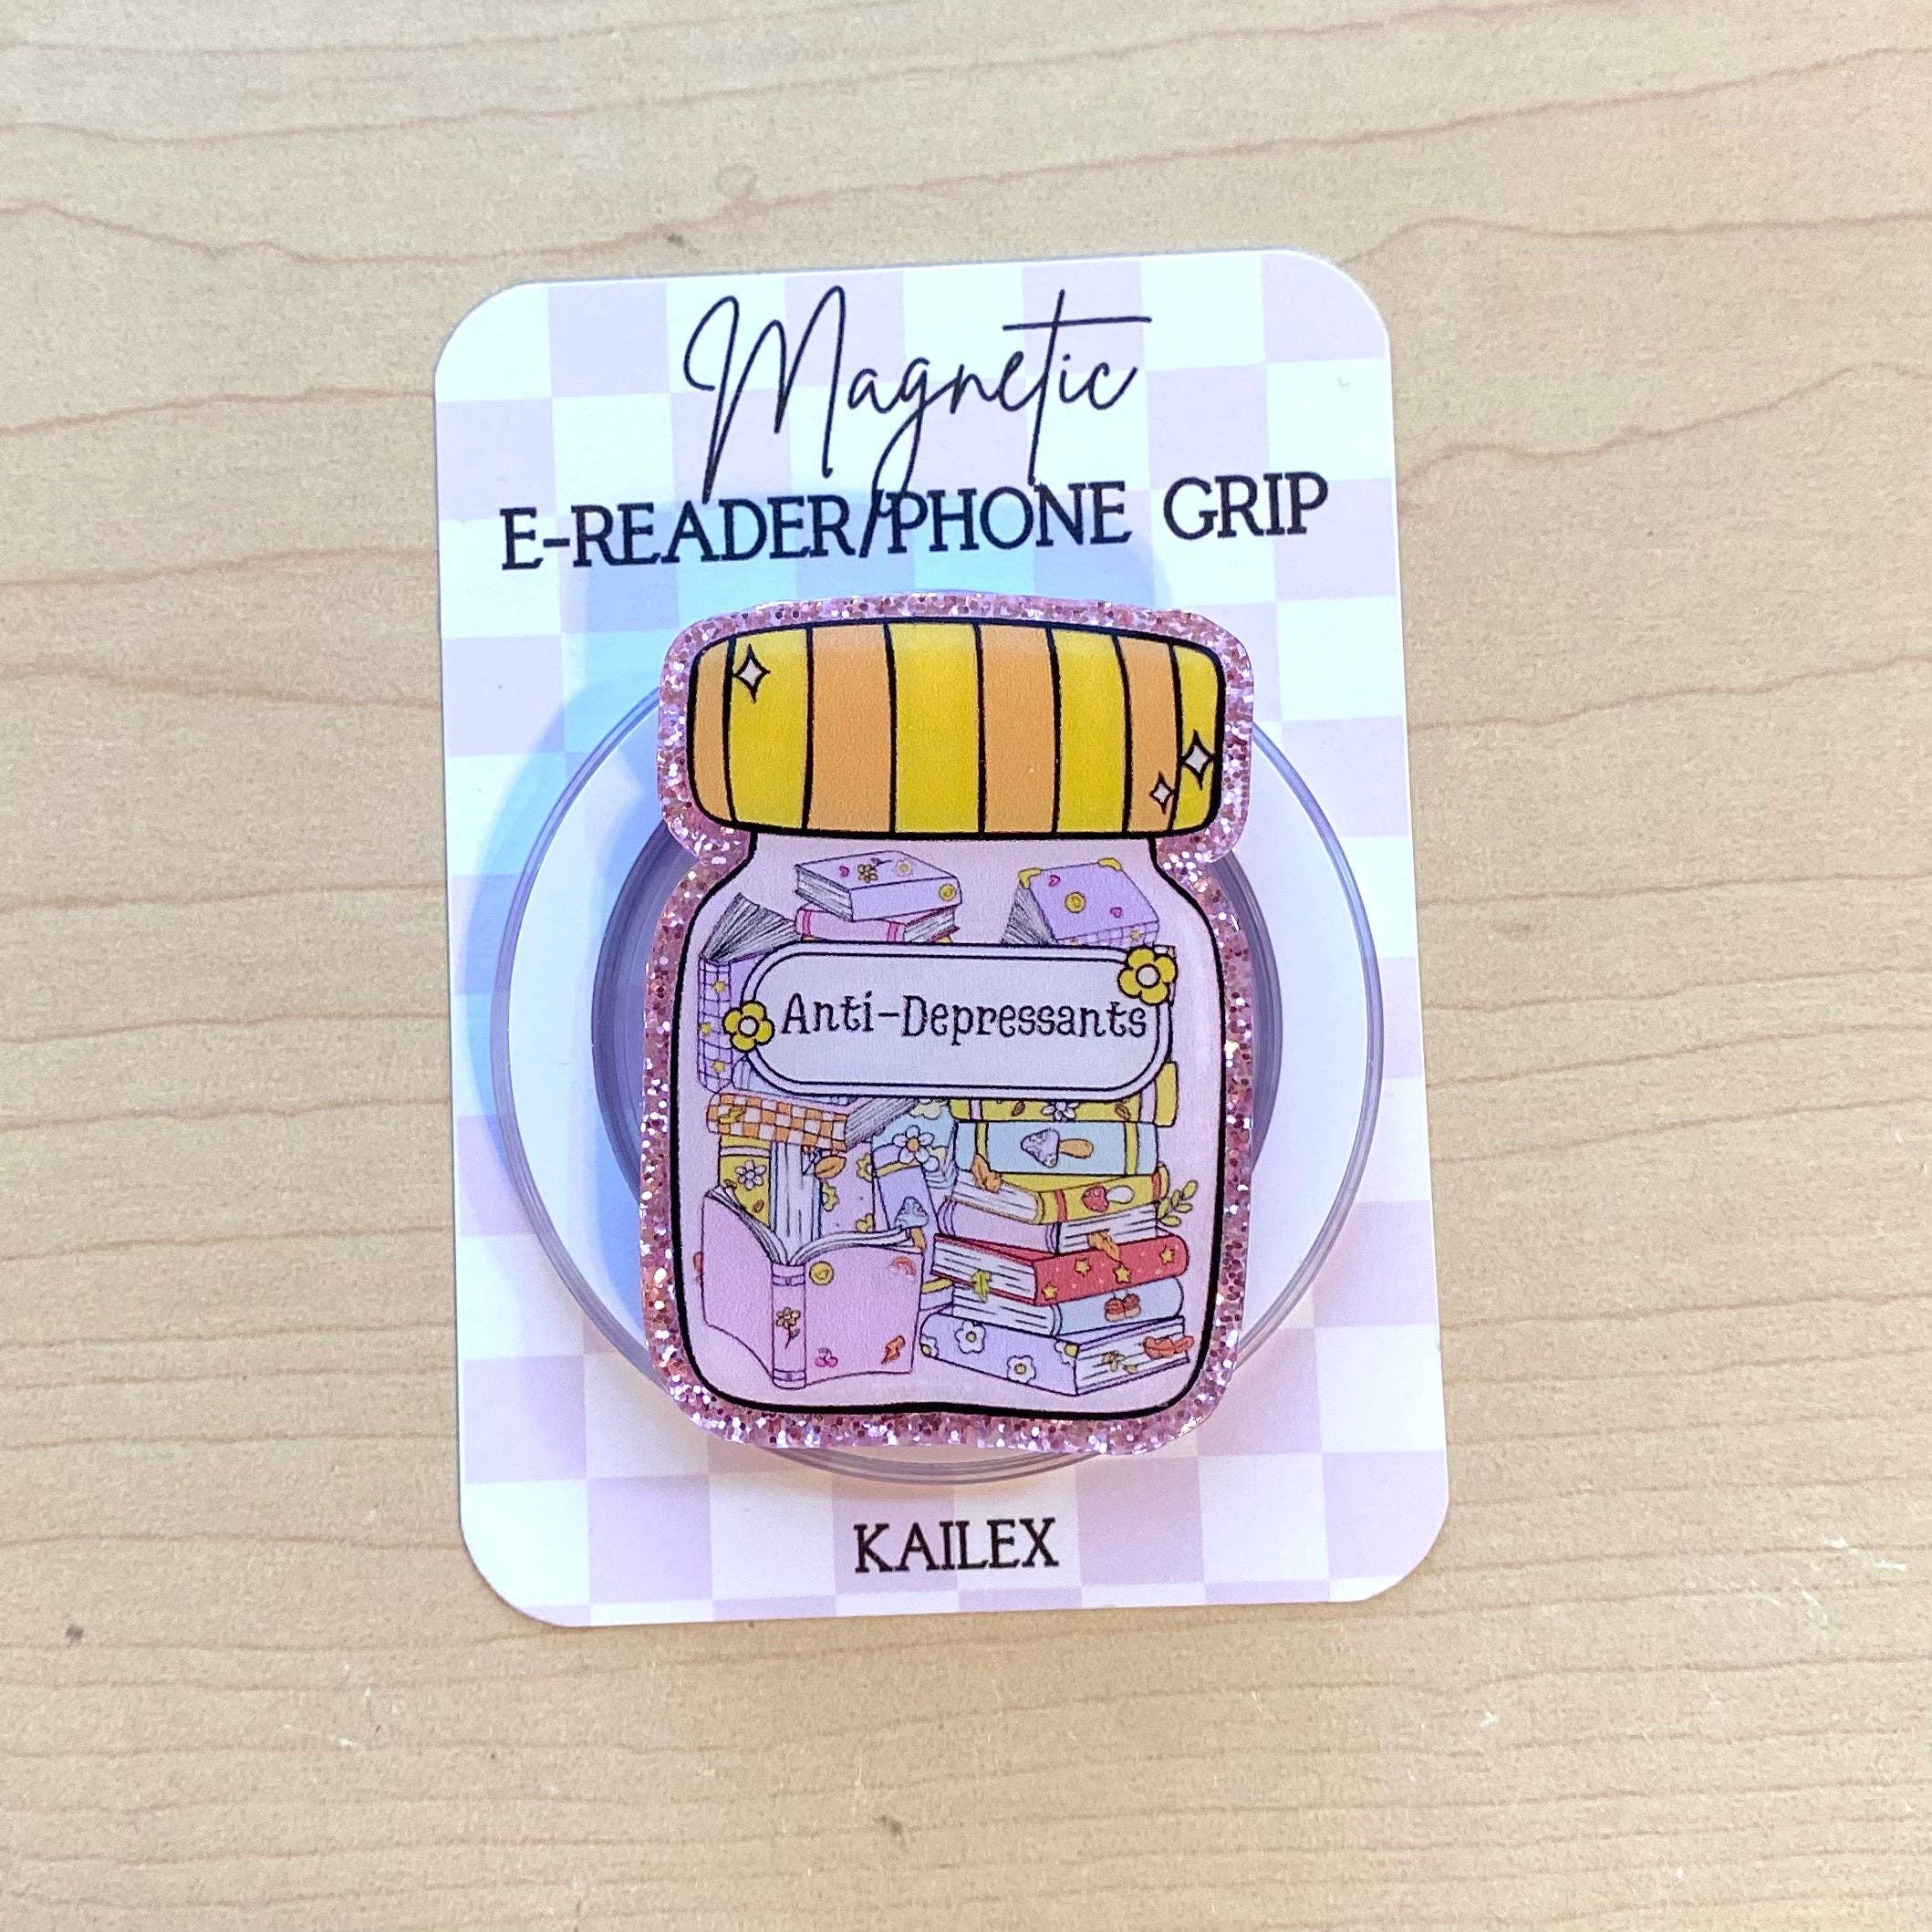 Magnetic
E-READER/PHONE GRIP
Anti-Depressants
KAILEX